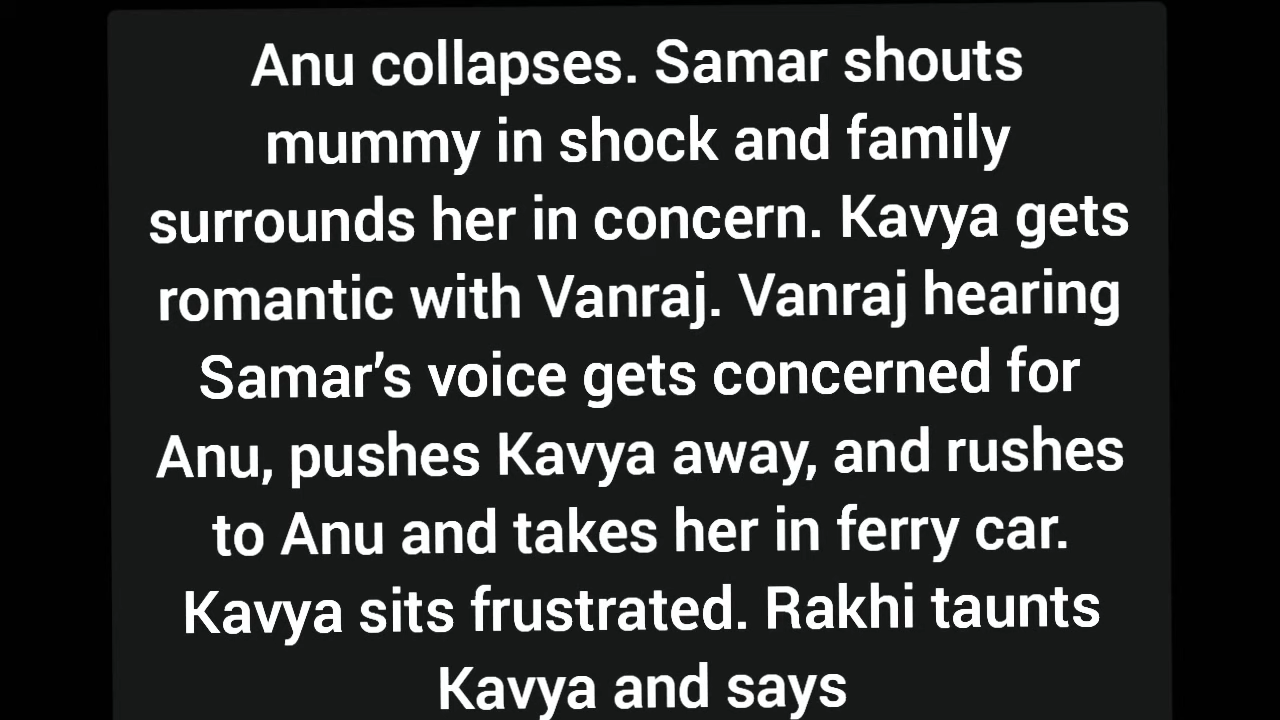 Anu collapses. Samar shouts
mummy in shock and family
surrounds her in concern. Kavya gets
romantic with Vanraj. Vanraj hearing
Samar’s voice gets concerned for
Anu, pushes Kavya away, and rushes
to Anu and takes her in ferry car.
Kavya sits frustrated. Rakhi taunts
Kavya and says